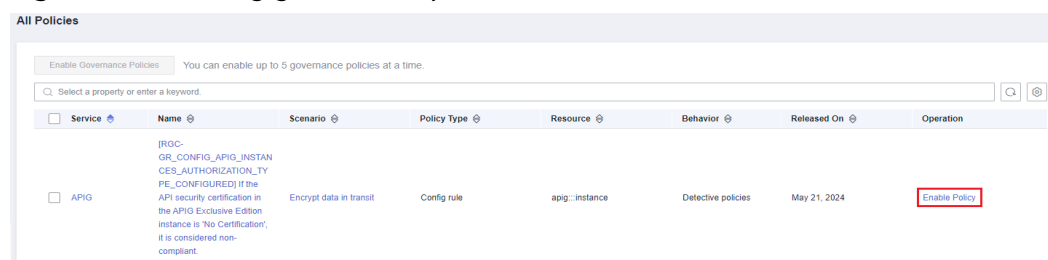 All Policies
Enable Governance Policies You can enable up to 5 governance policies at a time.
Select a property or enter a keyword.
Service Name Scenario Policy Type Resource Behavior Released On Operation
[RGC-
GR_CONFIG_APIG_INSTAN
CES_AUTHORIZATION_TY
PE_CONFIGURED] If the
APIG API security certification in Encrypt data in transit Config rule apig:::instance Detective policies May 21, 2024 Enable Policy
the APIG Exclusive Edition
instance is 'No Certification',
it is considered non-
compliant.